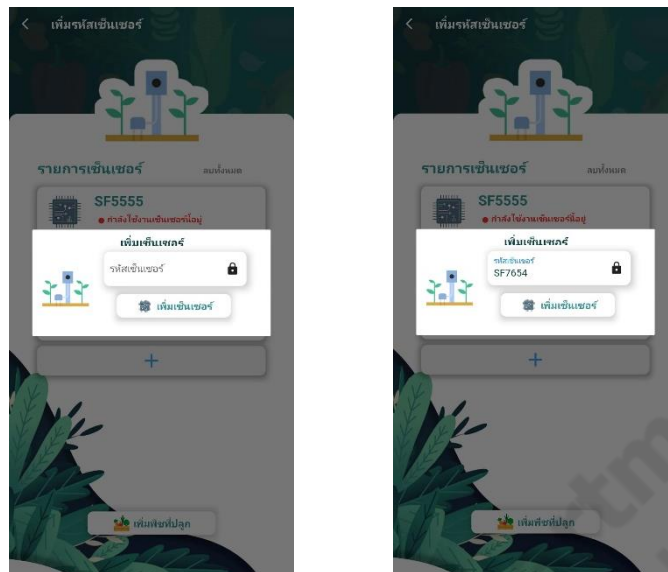 เพิ่มรหัสเซ็นเซอร์
รายการเซ็นเซอร์
ลบทั้งหมด
SF5555
กำลังใช้งานเซ็นเซอร์นี้อยู่
เพิ่มเซ็นเซอร์
รหัสเซ็นเซอร์
เพิ่มเซ็นเซอร์
+
เพิ่มพืชที่ปลูก
เพิ่มรหัสเซ็นเซอร์
รายการเซ็นเซอร์
ลบทั้งหมด
SF5555
กำลังใช้งานเซ็นเซอร์นี้อยู่
เพิ่มเซ็นเซอร์
รหัสเซ็นเซอร์
SF7654
เพิ่มเซ็นเซอร์
+
เพิ่มพืชที่ปลูก